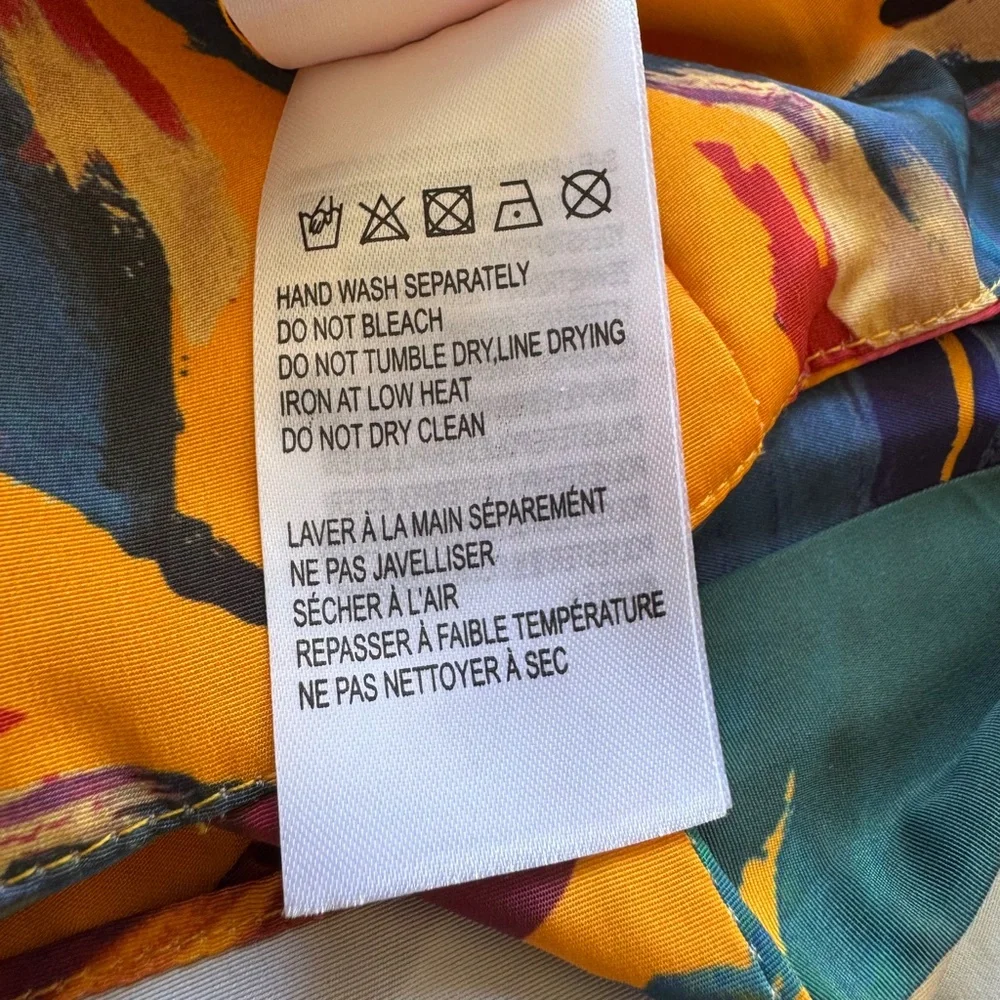 HAND WASH SEPARATELY
DO NOT BLEACH
DO NOT TUMBLE DRY,LINE DRYING
IRON AT LOW HEAT
DO NOT DRY CLEAN
LAVER À LA MAIN SÉPAREMÉNT
NE PAS JAVELLISER
SÉCHER À L'AIR
REPASSER À FAIBLE TEMPÉRATURE
NE PAS NETTOYER À SEC